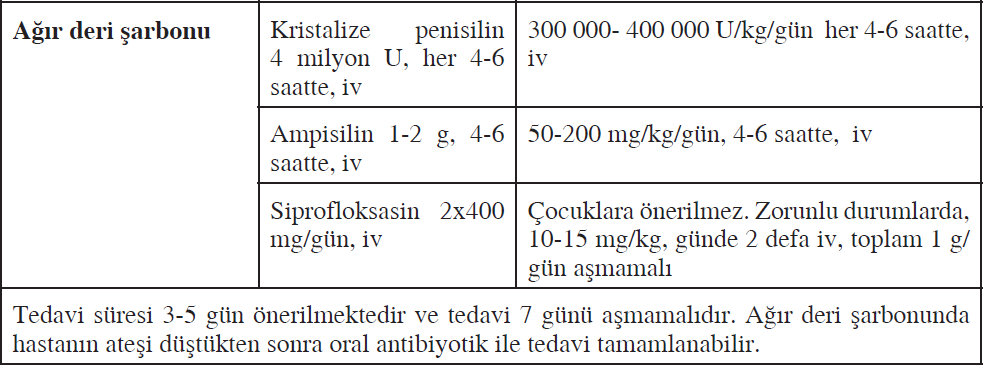 Ağır deri şarbonu
Kristalize penisilin
4 milyon U, her 4-6
saatte, iv
300 000- 400 000 U/kg/gün her 4-6 saatte,
iv
Ampisilin 1-2 g, 4-6
saatte, iv
50-200 mg/kg/gün, 4-6 saatte, iv
Siprofloksasin 2x400
mg/gün, iv
Çocuklara önerilmez. Zorunlu durumlarda,
10-15 mg/kg, günde 2 defa iv, toplam 1 g/
gün aşmamalı
Tedavi süresi 3-5 gün önerilmektedir ve tedavi 7 günü aşmamalıdır. Ağır deri şarbonunda
hastanın ateşi düştükten sonra oral antibiyotik ile tedavi tamamlanabilir.